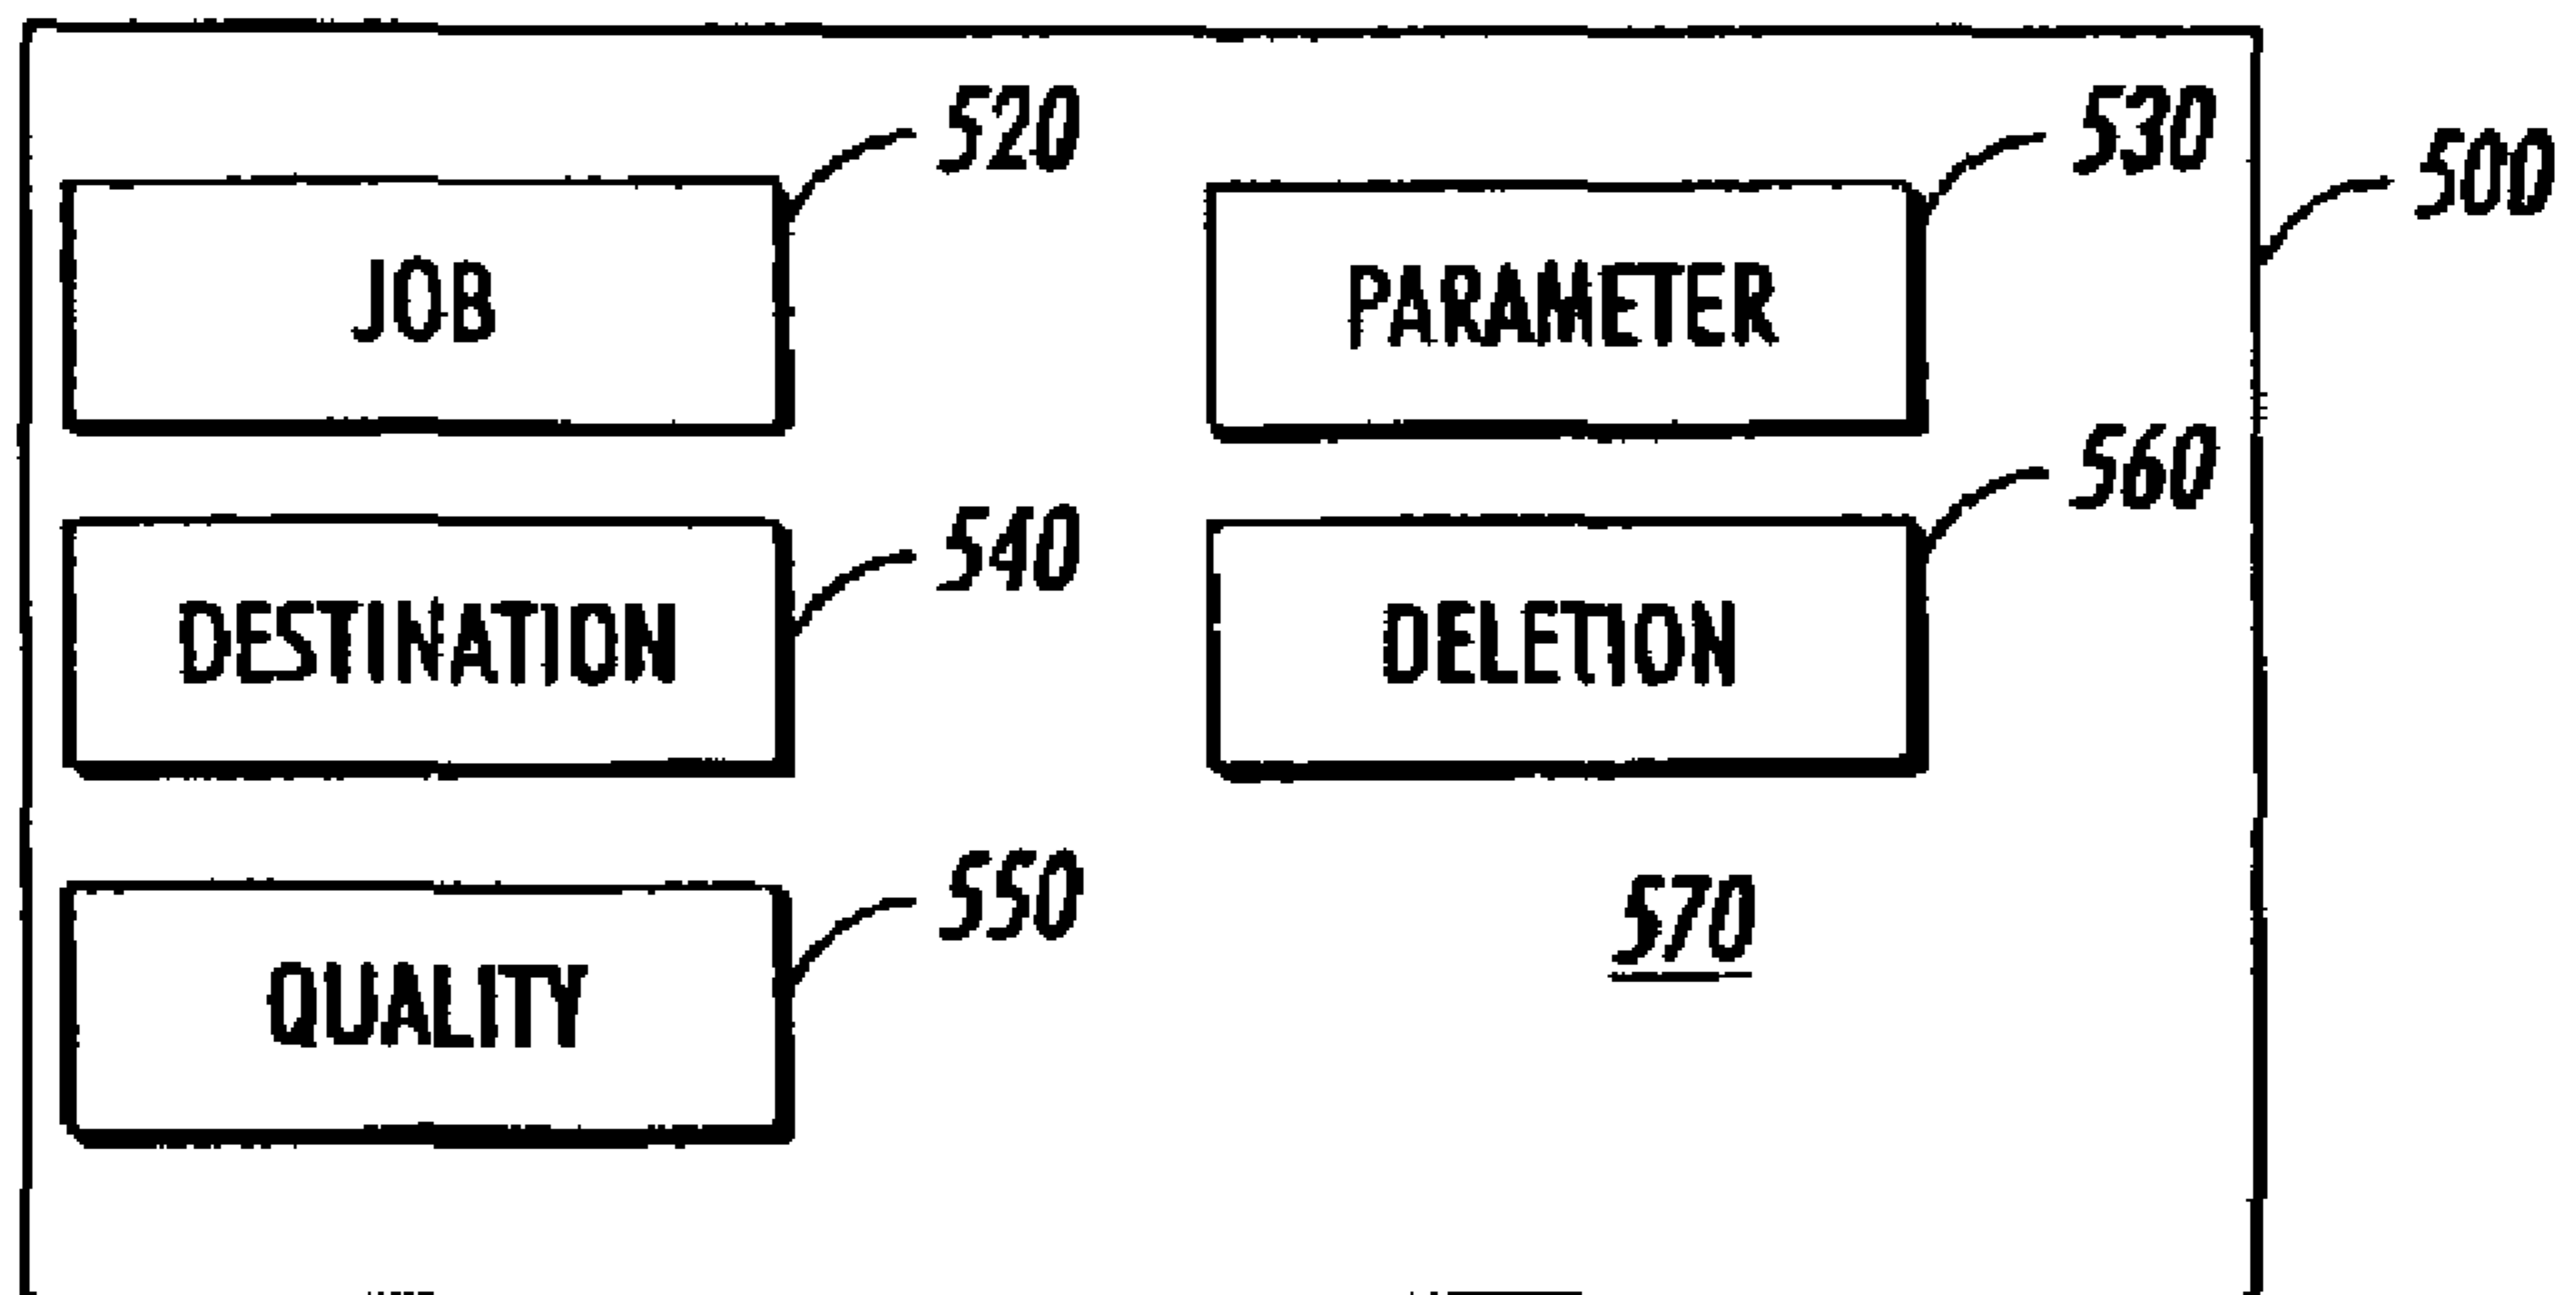 520
530
500
JOB
PARAMETER
540
560
DESTINATION
DELETION
550
570
QUALITY